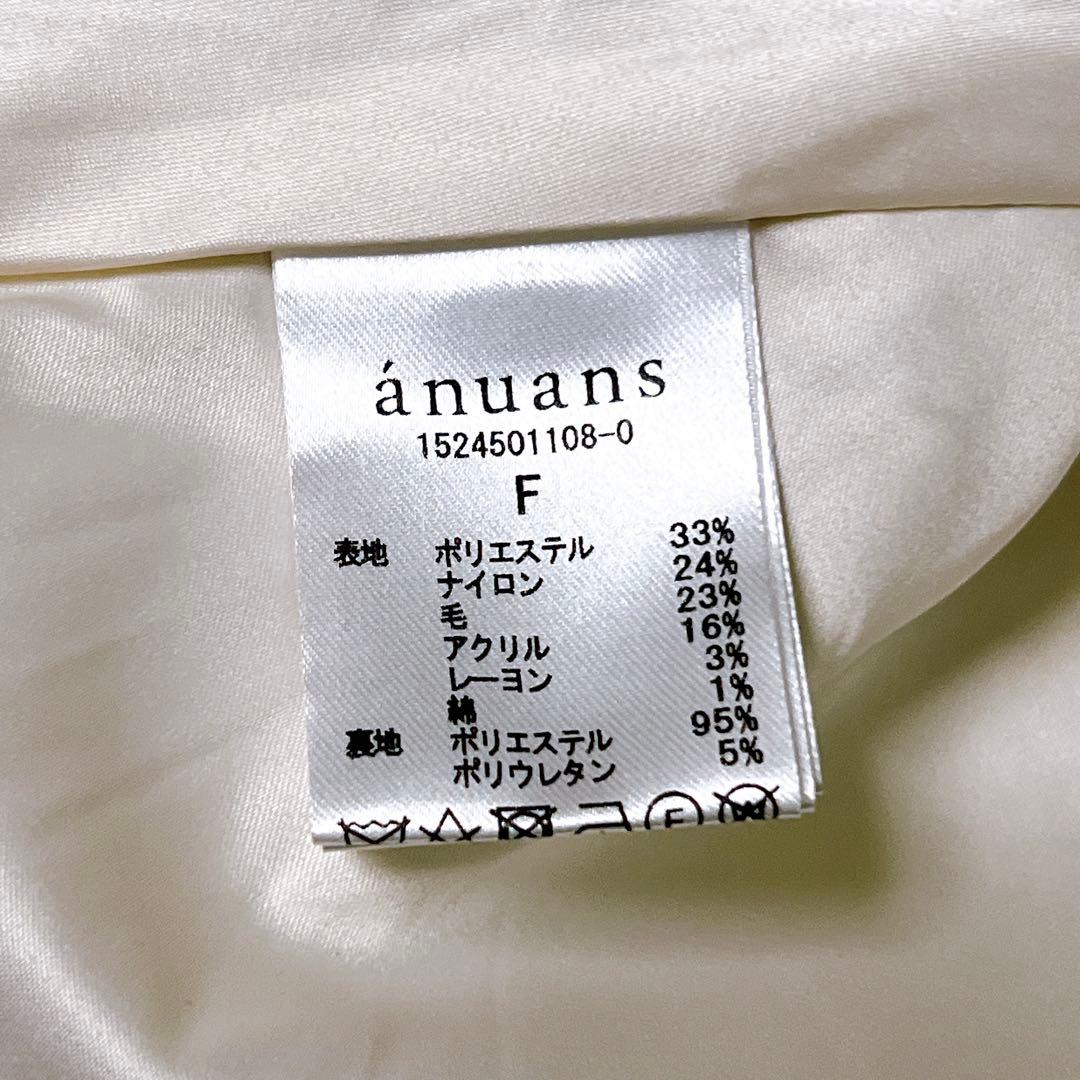 ánuans
1524501108-0
F
表地 ポリエステル 33%
ナイロン 24%
毛 23%
アクリル 16%
レーヨン 3%
綿 1%
裏地 ポリエステル 95%
ポリウレタン 5%
F W